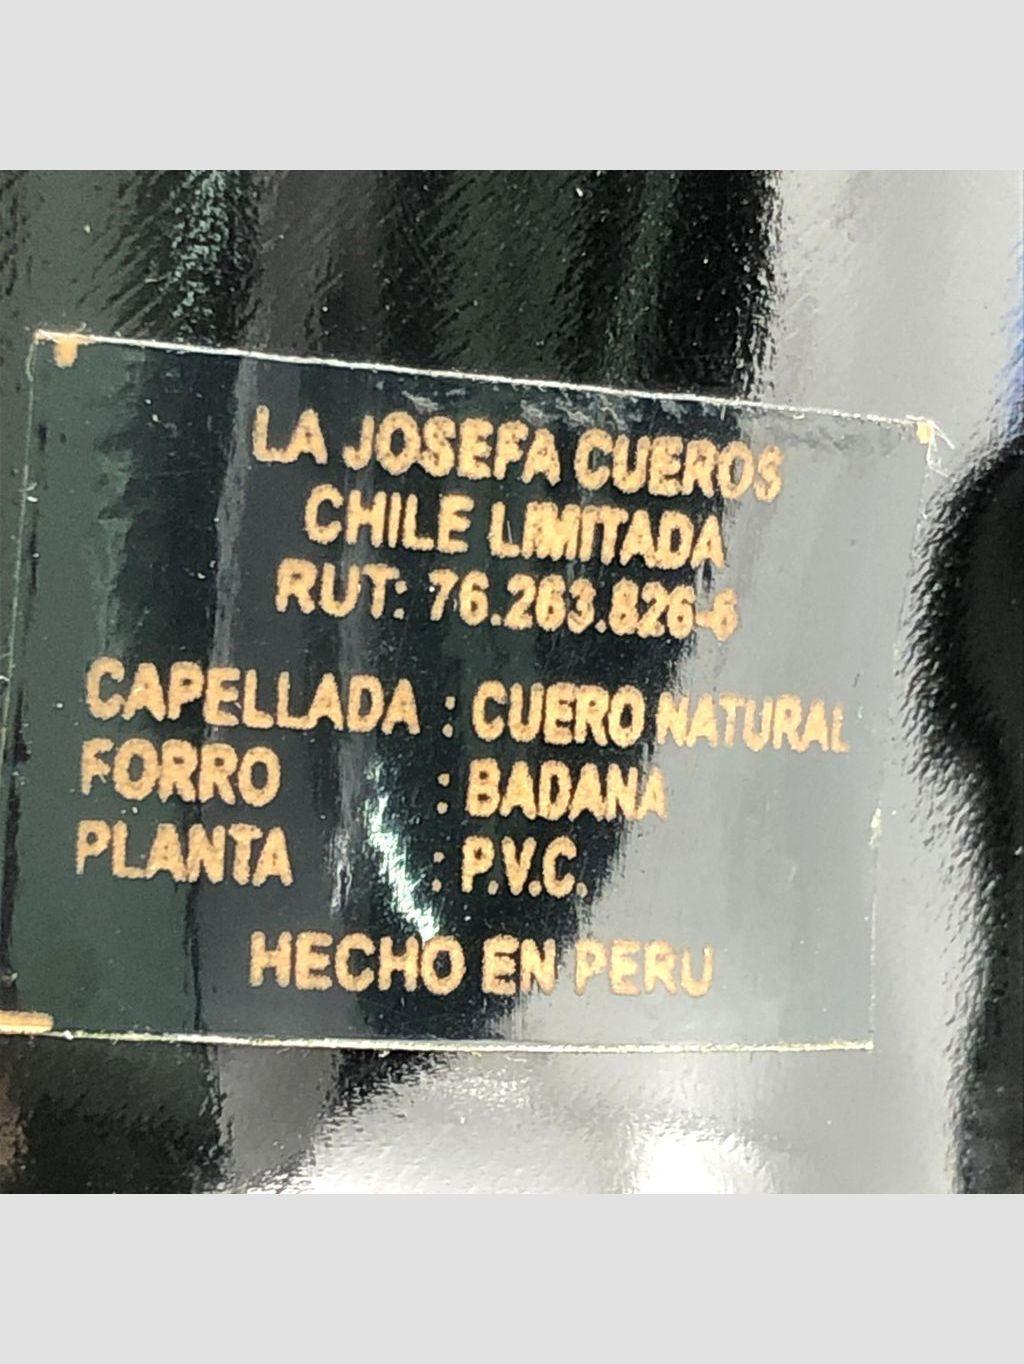 LA JOSEFA CUEROS
CHILE LIMITADA
RUT: 76.263.826-6
CAPELLADA : CUERO NATURAL
FORRO : BADANA
PLANTA : P.V.C.
HECHO EN PERU